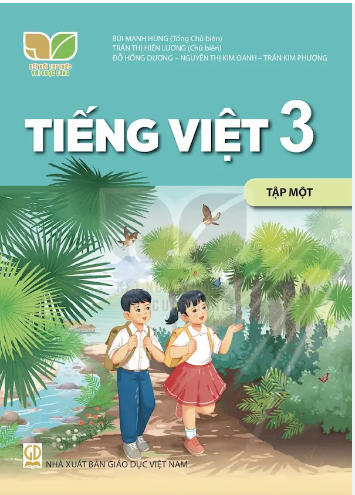 BÙI MẠNH HÙNG (Tổng Chủ biên)
TRẦN THỊ HIỀN LƯƠNG (Chủ biên)
ĐỖ HỒNG DƯƠNG – NGUYỄN THỊ KIM OANH – TRẦN KIM PHƯỢNG
KẾT NỐI TRI THỨC
VỚI CUỘC SỐNG
TIẾNG VIỆT 3
TẬP MỘT
NHÀ XUẤT BẢN GIÁO DỤC VIỆT NAM